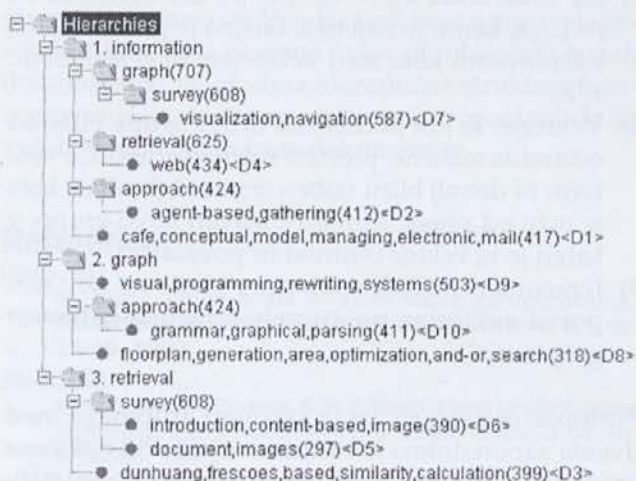 Hierarchies
1. information
graph(707)
survey(608)
visualization,navigation(587)<D7>
retrieval(625)
web(434)<D4>
approach(424)
agent-based,gathering(412)<D2>
cafe,conceptual,model,managing,electronic,mail(417)<D1>
2. graph
visual,programming,rewriting,systems(503)<D9>
approach(424)
grammar,graphical,parsing(411)<D10>
floorplan,generation,area,optimization,and-or,search(318)<D8>
3. retrieval
survey(608)
introduction,content-based,image(390)<D6>
document,images(297)<D5>
dunhuang,frescoes,based,similarity,calculation(399)<D3>